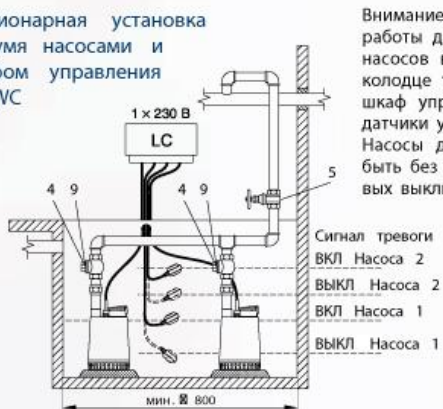 ионарная установка
умя насосами и
ом управления
WC
Внимание
работы д
насосов в
колодце
шкаф упр
датчики у
Насосы д
быть без
вых выкл
1 × 230 В
LC
4 9
4 9
5
Сигнал тревоги
ВКЛ Насоса 2
ВЫКЛ Насоса 2
ВКЛ Насоса 1
ВЫКЛ Насоса 1
мин. 800